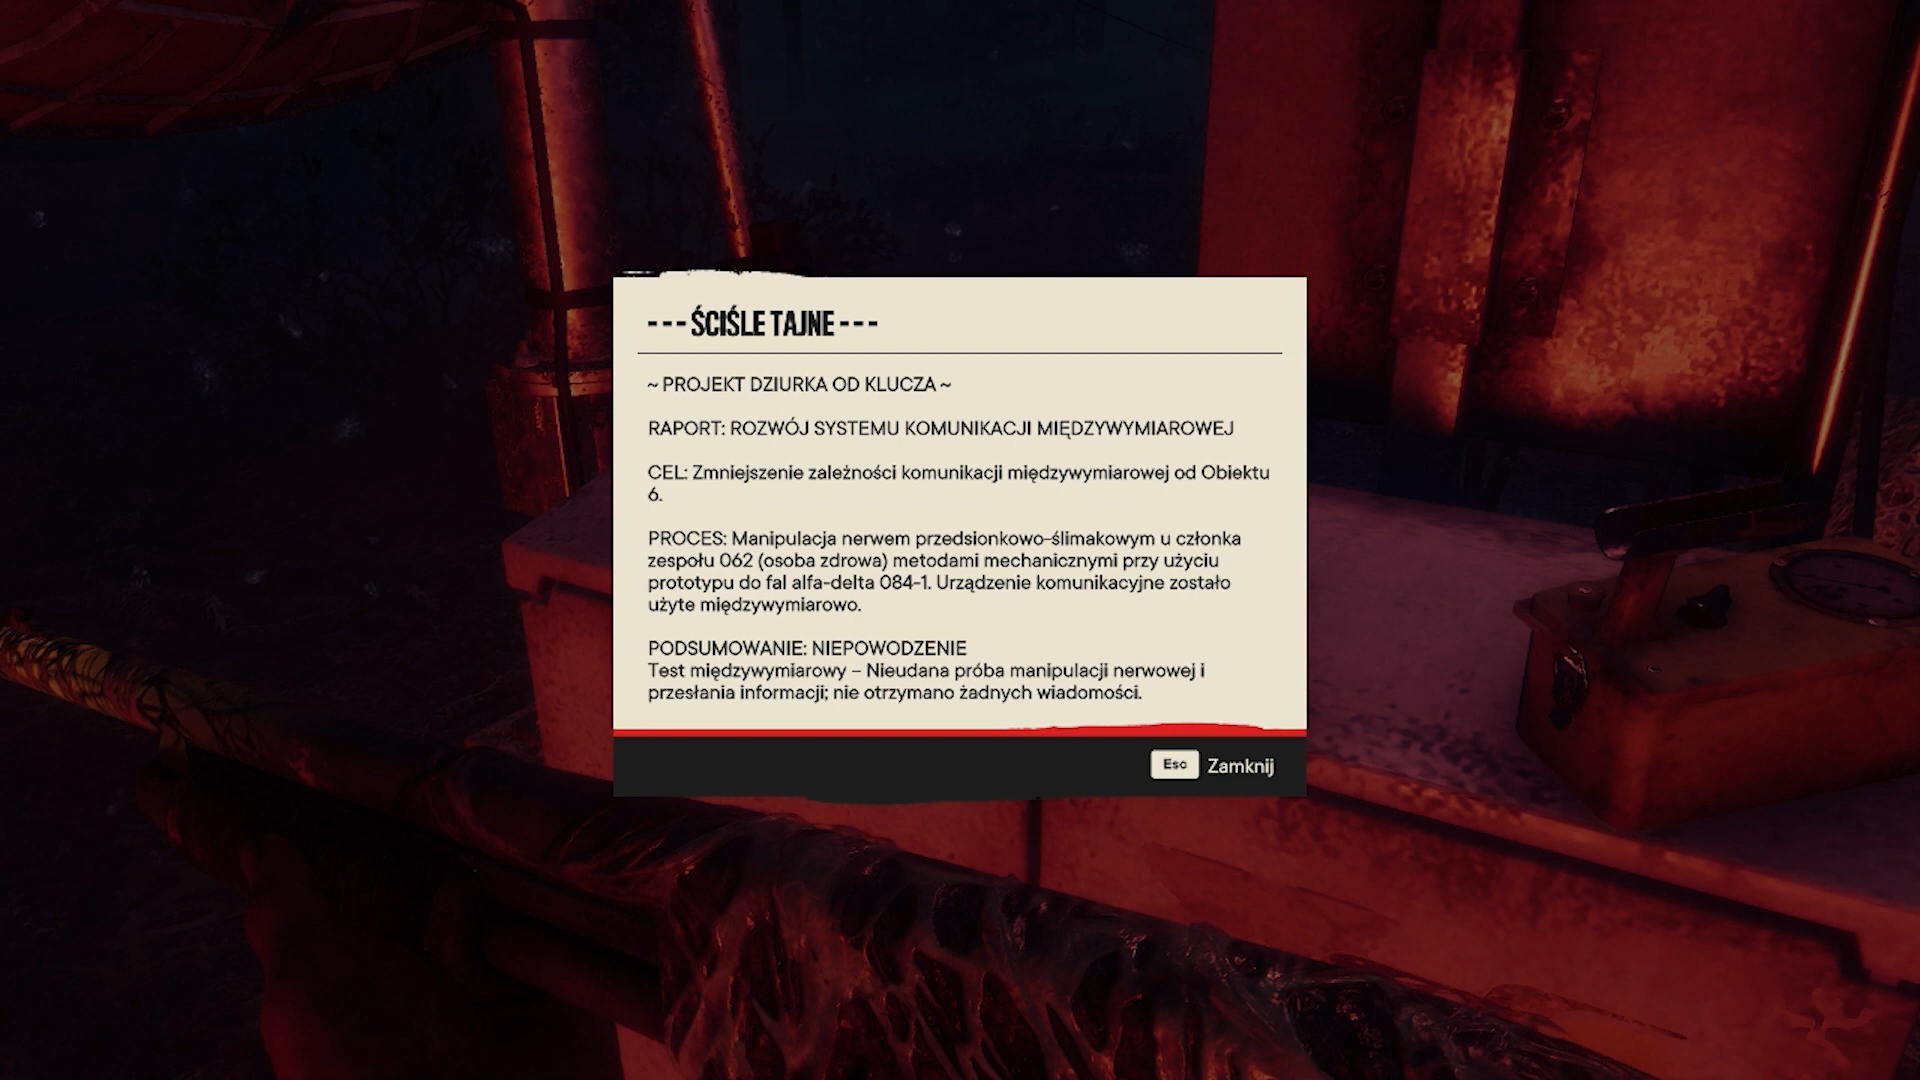 --- ŚCIŚLE TAJNE ---
~ PROJEKT DZIURKA OD KLUCZA ~
RAPORT: ROZWÓJ SYSTEMU KOMUNIKACJI MIĘDZYWYMIAROWEJ
CEL: Zmniejszenie zależności komunikacji międzywymiarowej od Obiektu
6.
PROCES: Manipulacja nerwem przedsionkowo-ślimakowym u członka
zespołu 062 (osoba zdrowa) metodami mechanicznymi przy użyciu
prototypu do fal alfa-delta 084-1. Urządzenie komunikacyjne zostało
użyte międzywymiarowo.
PODSUMOWANIE: NIEPOWODZENIE
Test międzywymiarowy – Nieudana próba manipulacji nerwowej i
przesłania informacji; nie otrzymano żadnych wiadomości.
Esc Zamknij